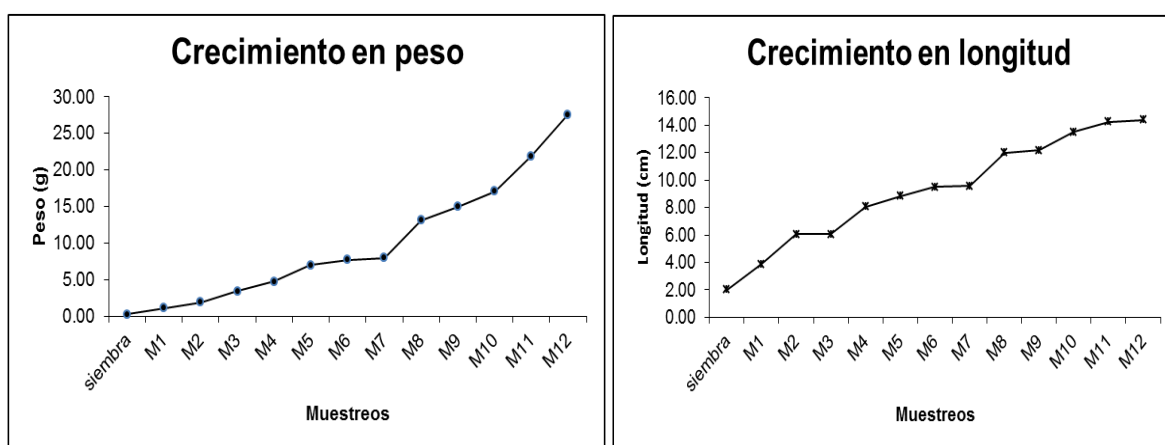 Crecimiento en peso
30.00
25.00
20.00
15.00
10.00
5.00
0.00
Peso (g)
siembra
M1
M2
M3
M4
M5
M6
M7
M8
M9
M10
M11
M12
Muestreos
Crecimiento en longitud
16.00
14.00
12.00
10.00
8.00
6.00
4.00
2.00
0.00
Longitud (cm)
siembra
M1
M2
M3
M4
M5
M6
M7
M8
M9
M10
M11
M12
Muestreos